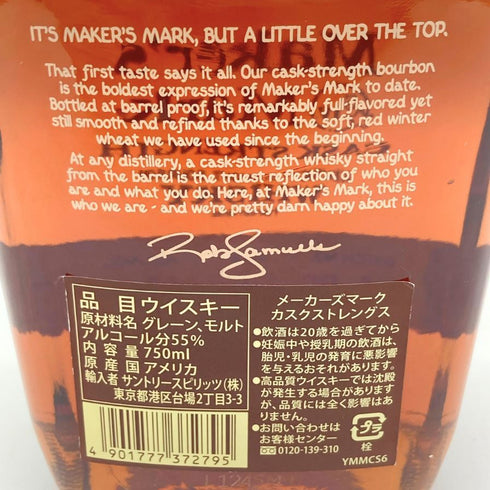 IT'S MAKER'S MARK, BUT A LITTLE OVER THE TOP.
That first taste says it all. Our cask-strength bourbon
is the boldest expression of Maker's Mark to date.
Bottled at barrel proof, it's remarkably full-flavored yet
still smooth and refined thanks to the soft, red winter
wheat we have used since the beginning.
At any distillery, a cask-strength whisky straight
from the barrel is the truest reflection of who you
are and what you do. Here, at Maker's Mark, this is
who we are - and we're pretty darn happy about it.
Rob Samuels
品目 ウイスキー
原材料名 グレーン、モルト
アルコール分55%
内容量 750ml
原産国 アメリカ
輸入者 サントリースピリッツ(株)
東京都港区台場2丁目3-3
4 901777 372795
メーカーズマーク
カスクストレングス
●飲酒は20歳を過ぎてから
●妊娠中や授乳期の飲酒は、
胎児・乳児の発育に悪影響
を与えるおそれがあります。
●高品質ウイスキーでは沈殿
が発生する場合があります
が、品質には全く影響があ
りません。
●お問い合わせは
お客様センター
☎0120-139-310
プラ
栓
YMMCS6